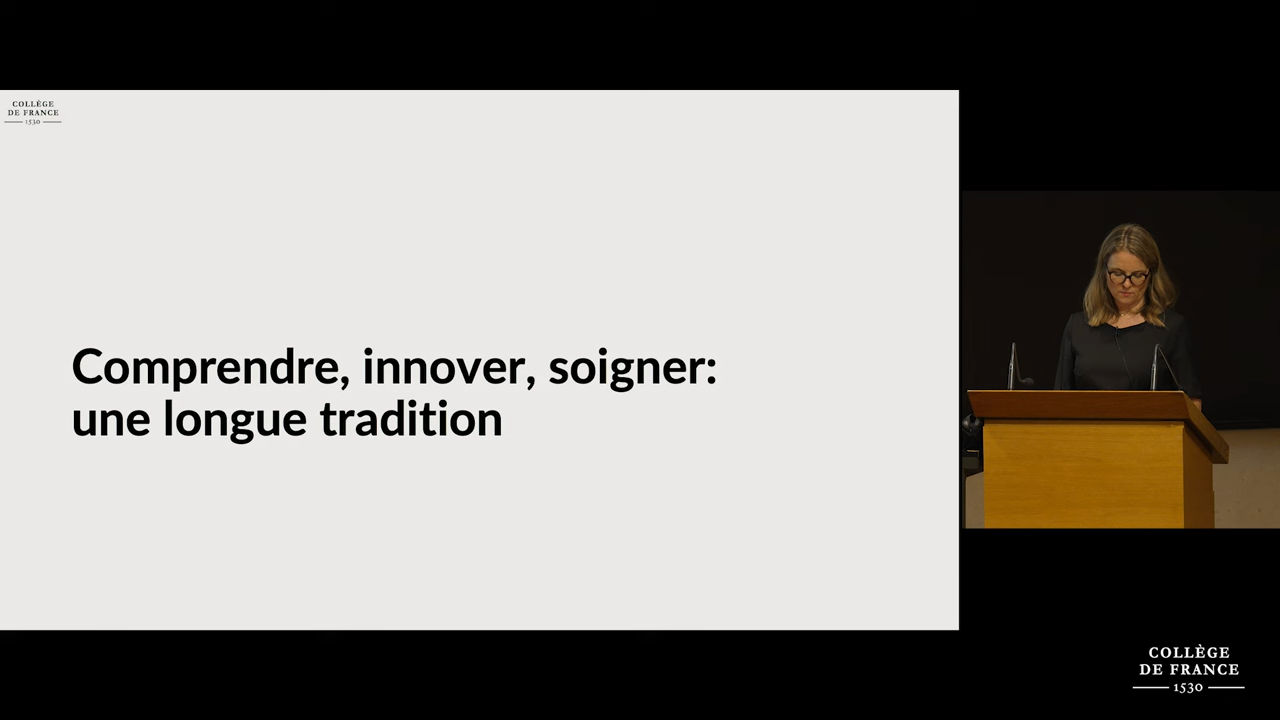 COLLÈGE
DE FRANCE
1530
Comprendre, innover, soigner:
une longue tradition
COLLÈGE
DE FRANCE
1530